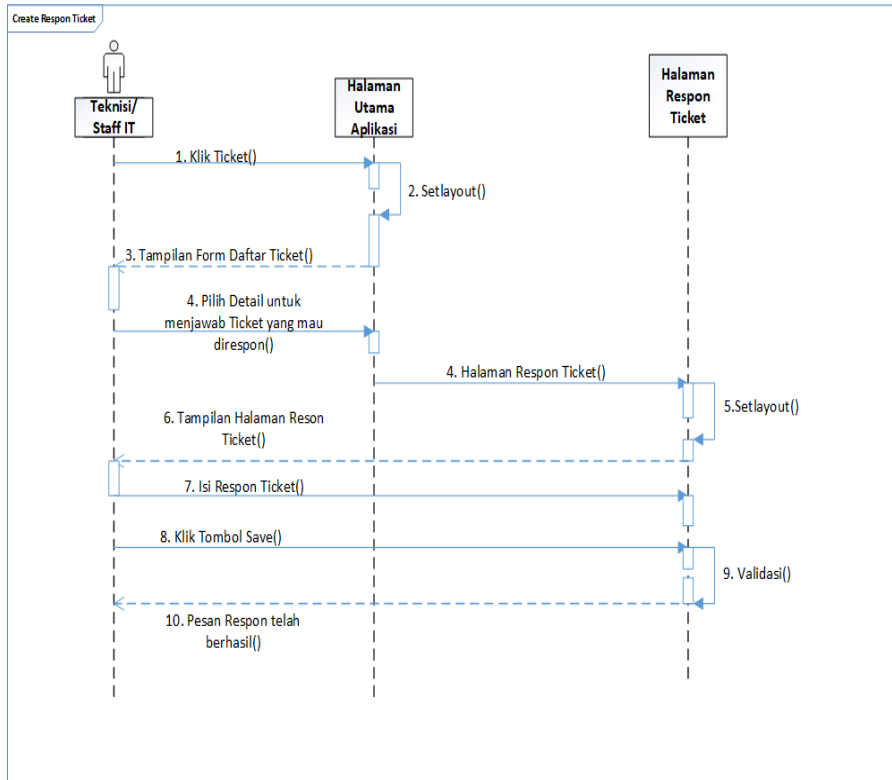 Create Respon Ticket
Teknisi/
Staff IT
Halaman
Utama
Aplikasi
Halaman
Respon
Ticket
1. Klik Ticket()
2. Setlayout()
3. Tampilan Form Daftar Ticket()
4. Pilih Detail untuk
menjawab Ticket yang mau
direspon()
4. Halaman Respon Ticket()
5.Setlayout()
6. Tampilan Halaman Reson
Ticket()
7. Isi Respon Ticket()
8. Klik Tombol Save()
9. Validasi()
10. Pesan Respon telah
berhasil()